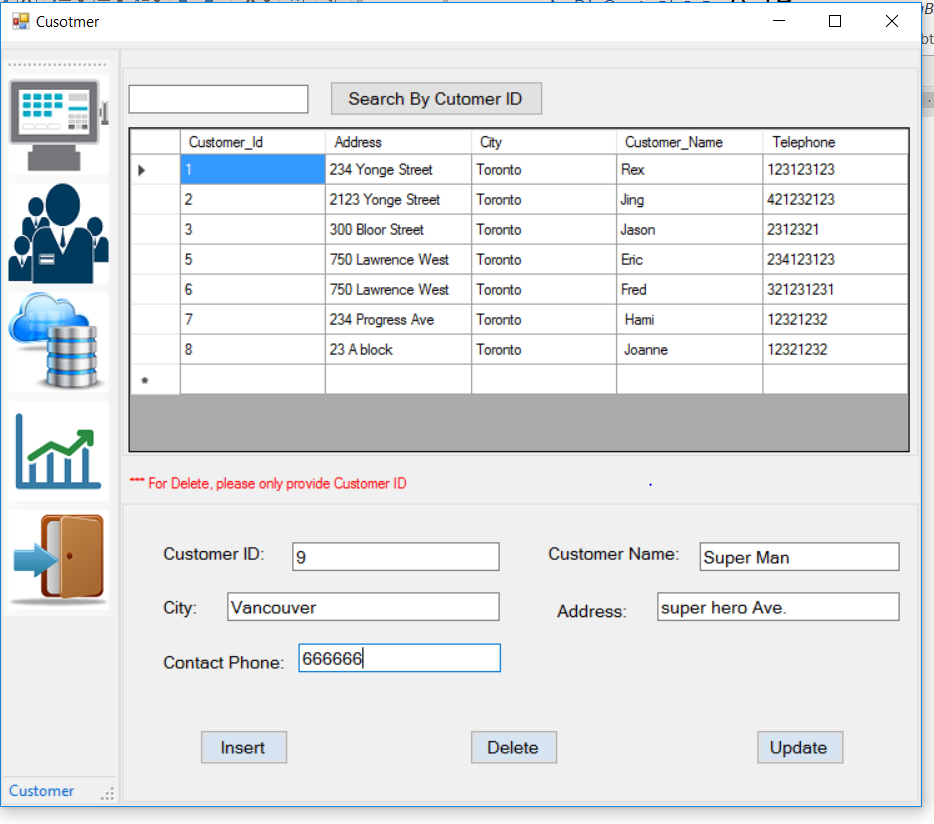 Cusotmer
Search By Cutomer ID
Customer_Id Address City Customer_Name Telephone
1 234 Yonge Street Toronto Rex 123123123
2 2123 Yonge Street Toronto Jing 421232123
3 300 Bloor Street Toronto Jason 2312321
5 750 Lawrence West Toronto Eric 234123123
6 750 Lawrence West Toronto Fred 321231231
7 234 Progress Ave Toronto Hami 12321232
8 23 A block Toronto Joanne 12321232
*
*** For Delete, please only provide Customer ID
Customer ID: 9 Customer Name: Super Man
City: Vancouver Address: super hero Ave.
Contact Phone: 666666
Insert Delete Update
Customer